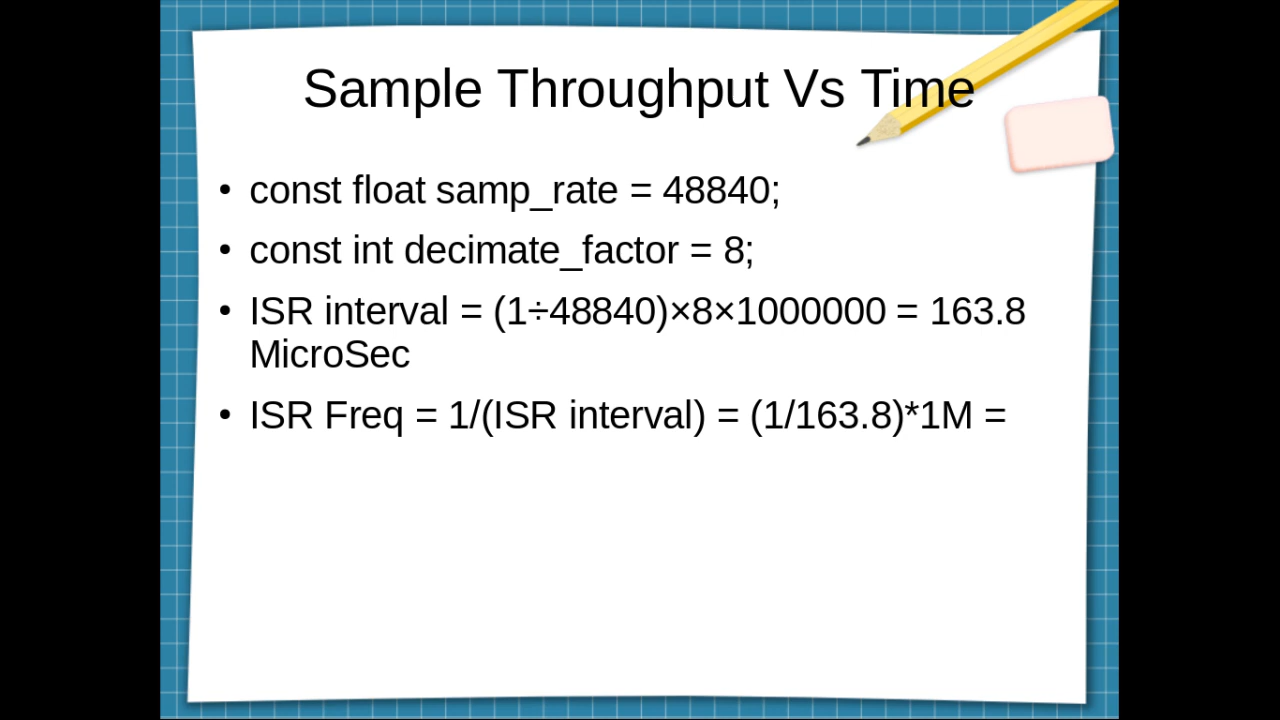 Sample Throughput Vs Time
• const float samp_rate = 48840;
• const int decimate_factor = 8;
• ISR interval = (1÷48840)×8×1000000 = 163.8
MicroSec
• ISR Freq = 1/(ISR interval) = (1/163.8)*1M =